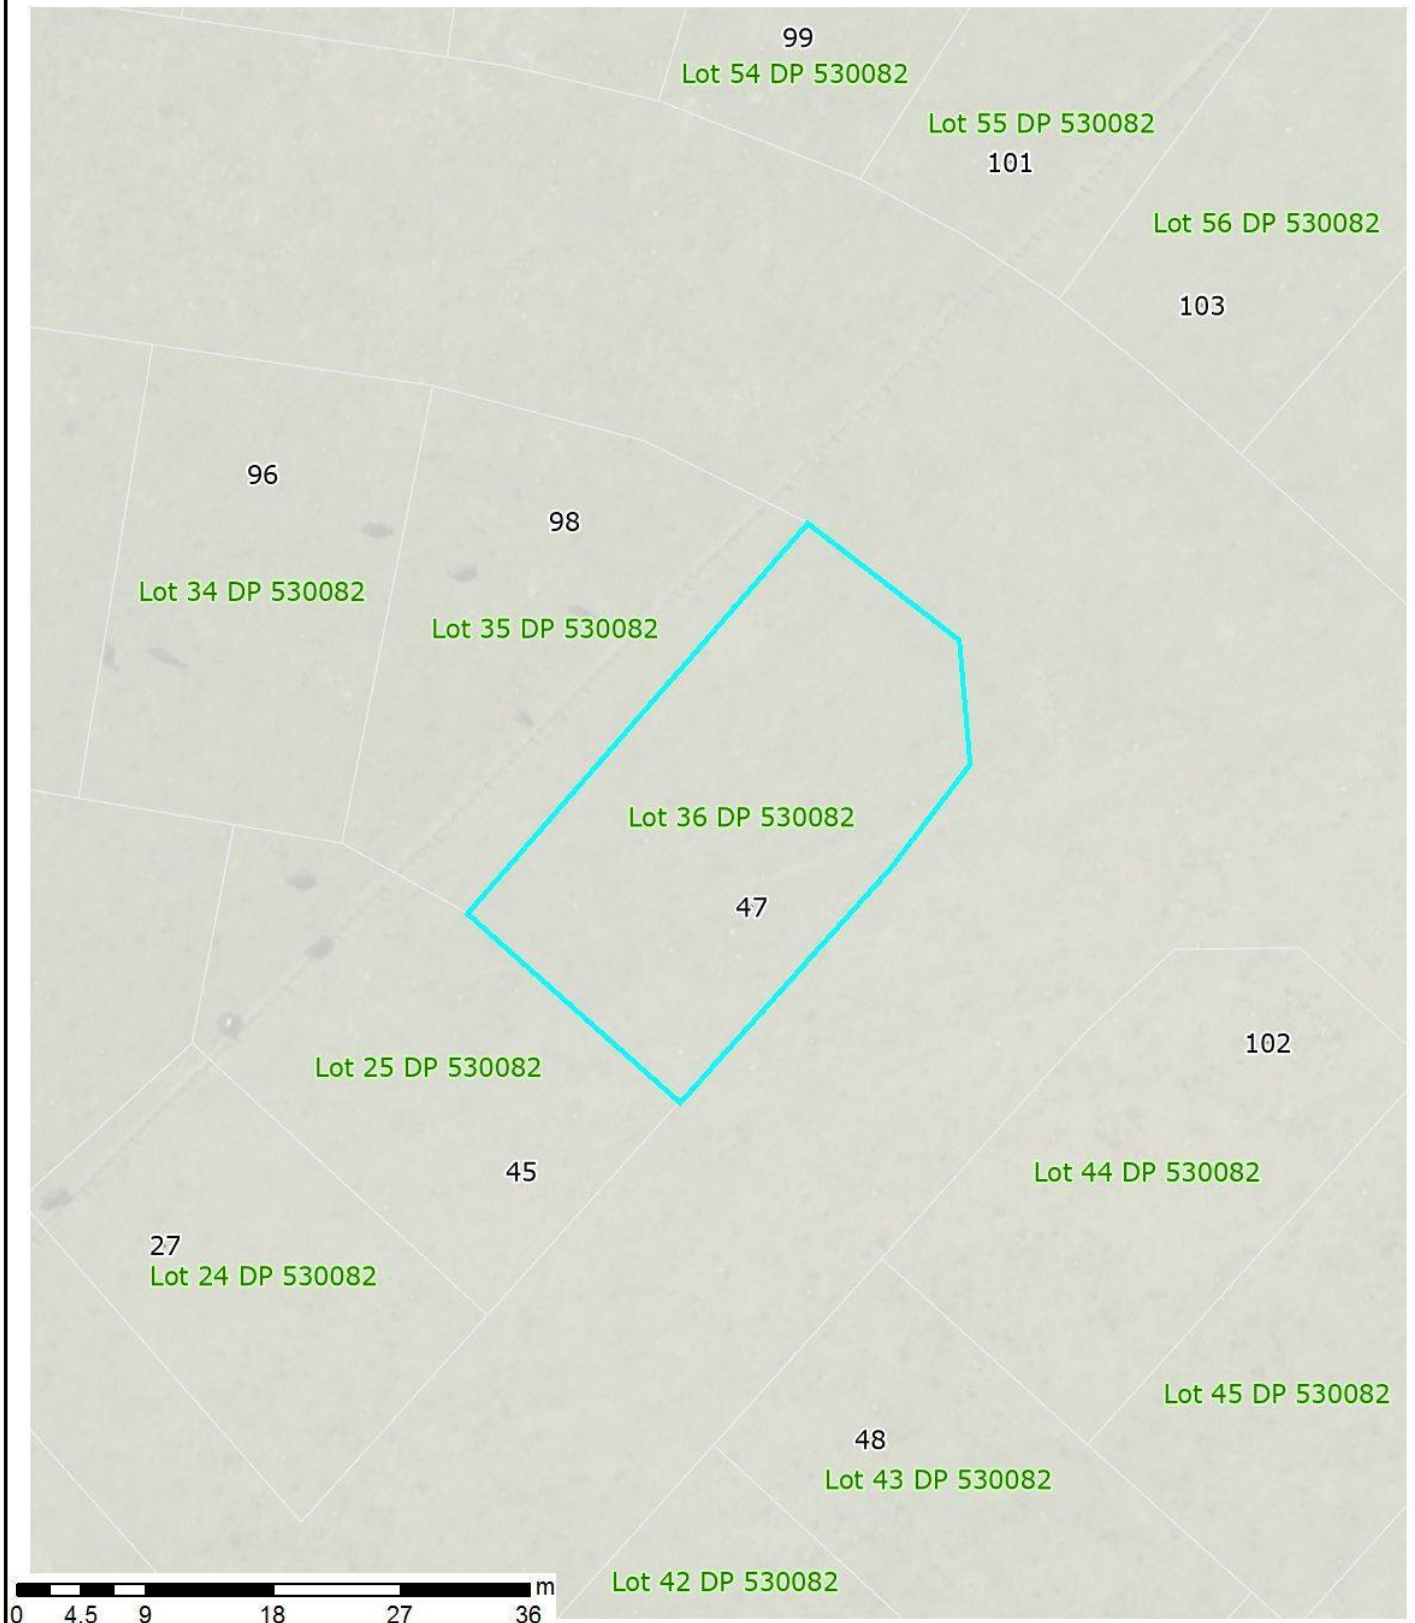 99
Lot 54 DP 530082
Lot 55 DP 530082
101
Lot 56 DP 530082
103
96
98
Lot 34 DP 530082
Lot 35 DP 530082
Lot 36 DP 530082
47
102
Lot 25 DP 530082
45
Lot 44 DP 530082
27
Lot 24 DP 530082
Lot 45 DP 530082
48
Lot 43 DP 530082
Lot 42 DP 530082
m
0 4.5 9 18 27 36